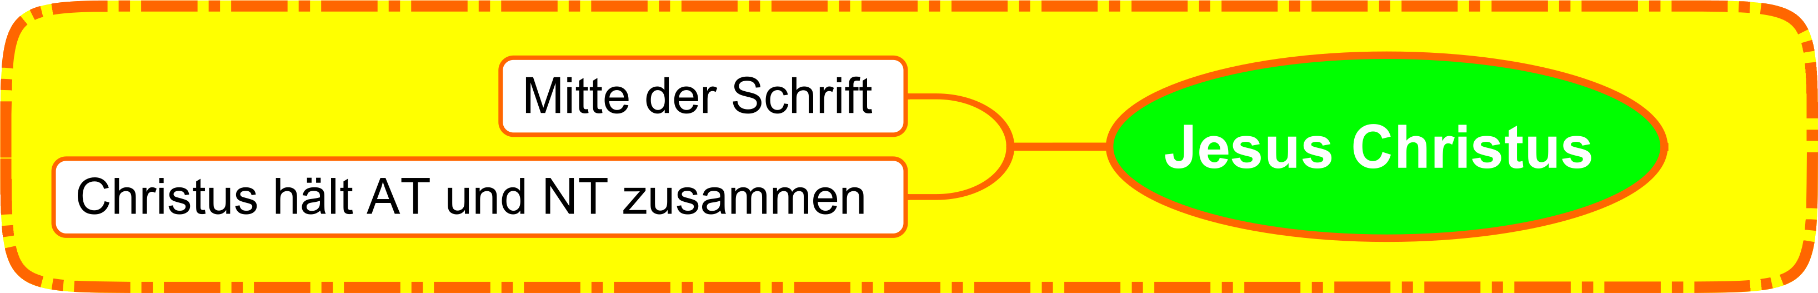 Mitte der Schrift
Christus hält AT und NT zusammen
Jesus Christus